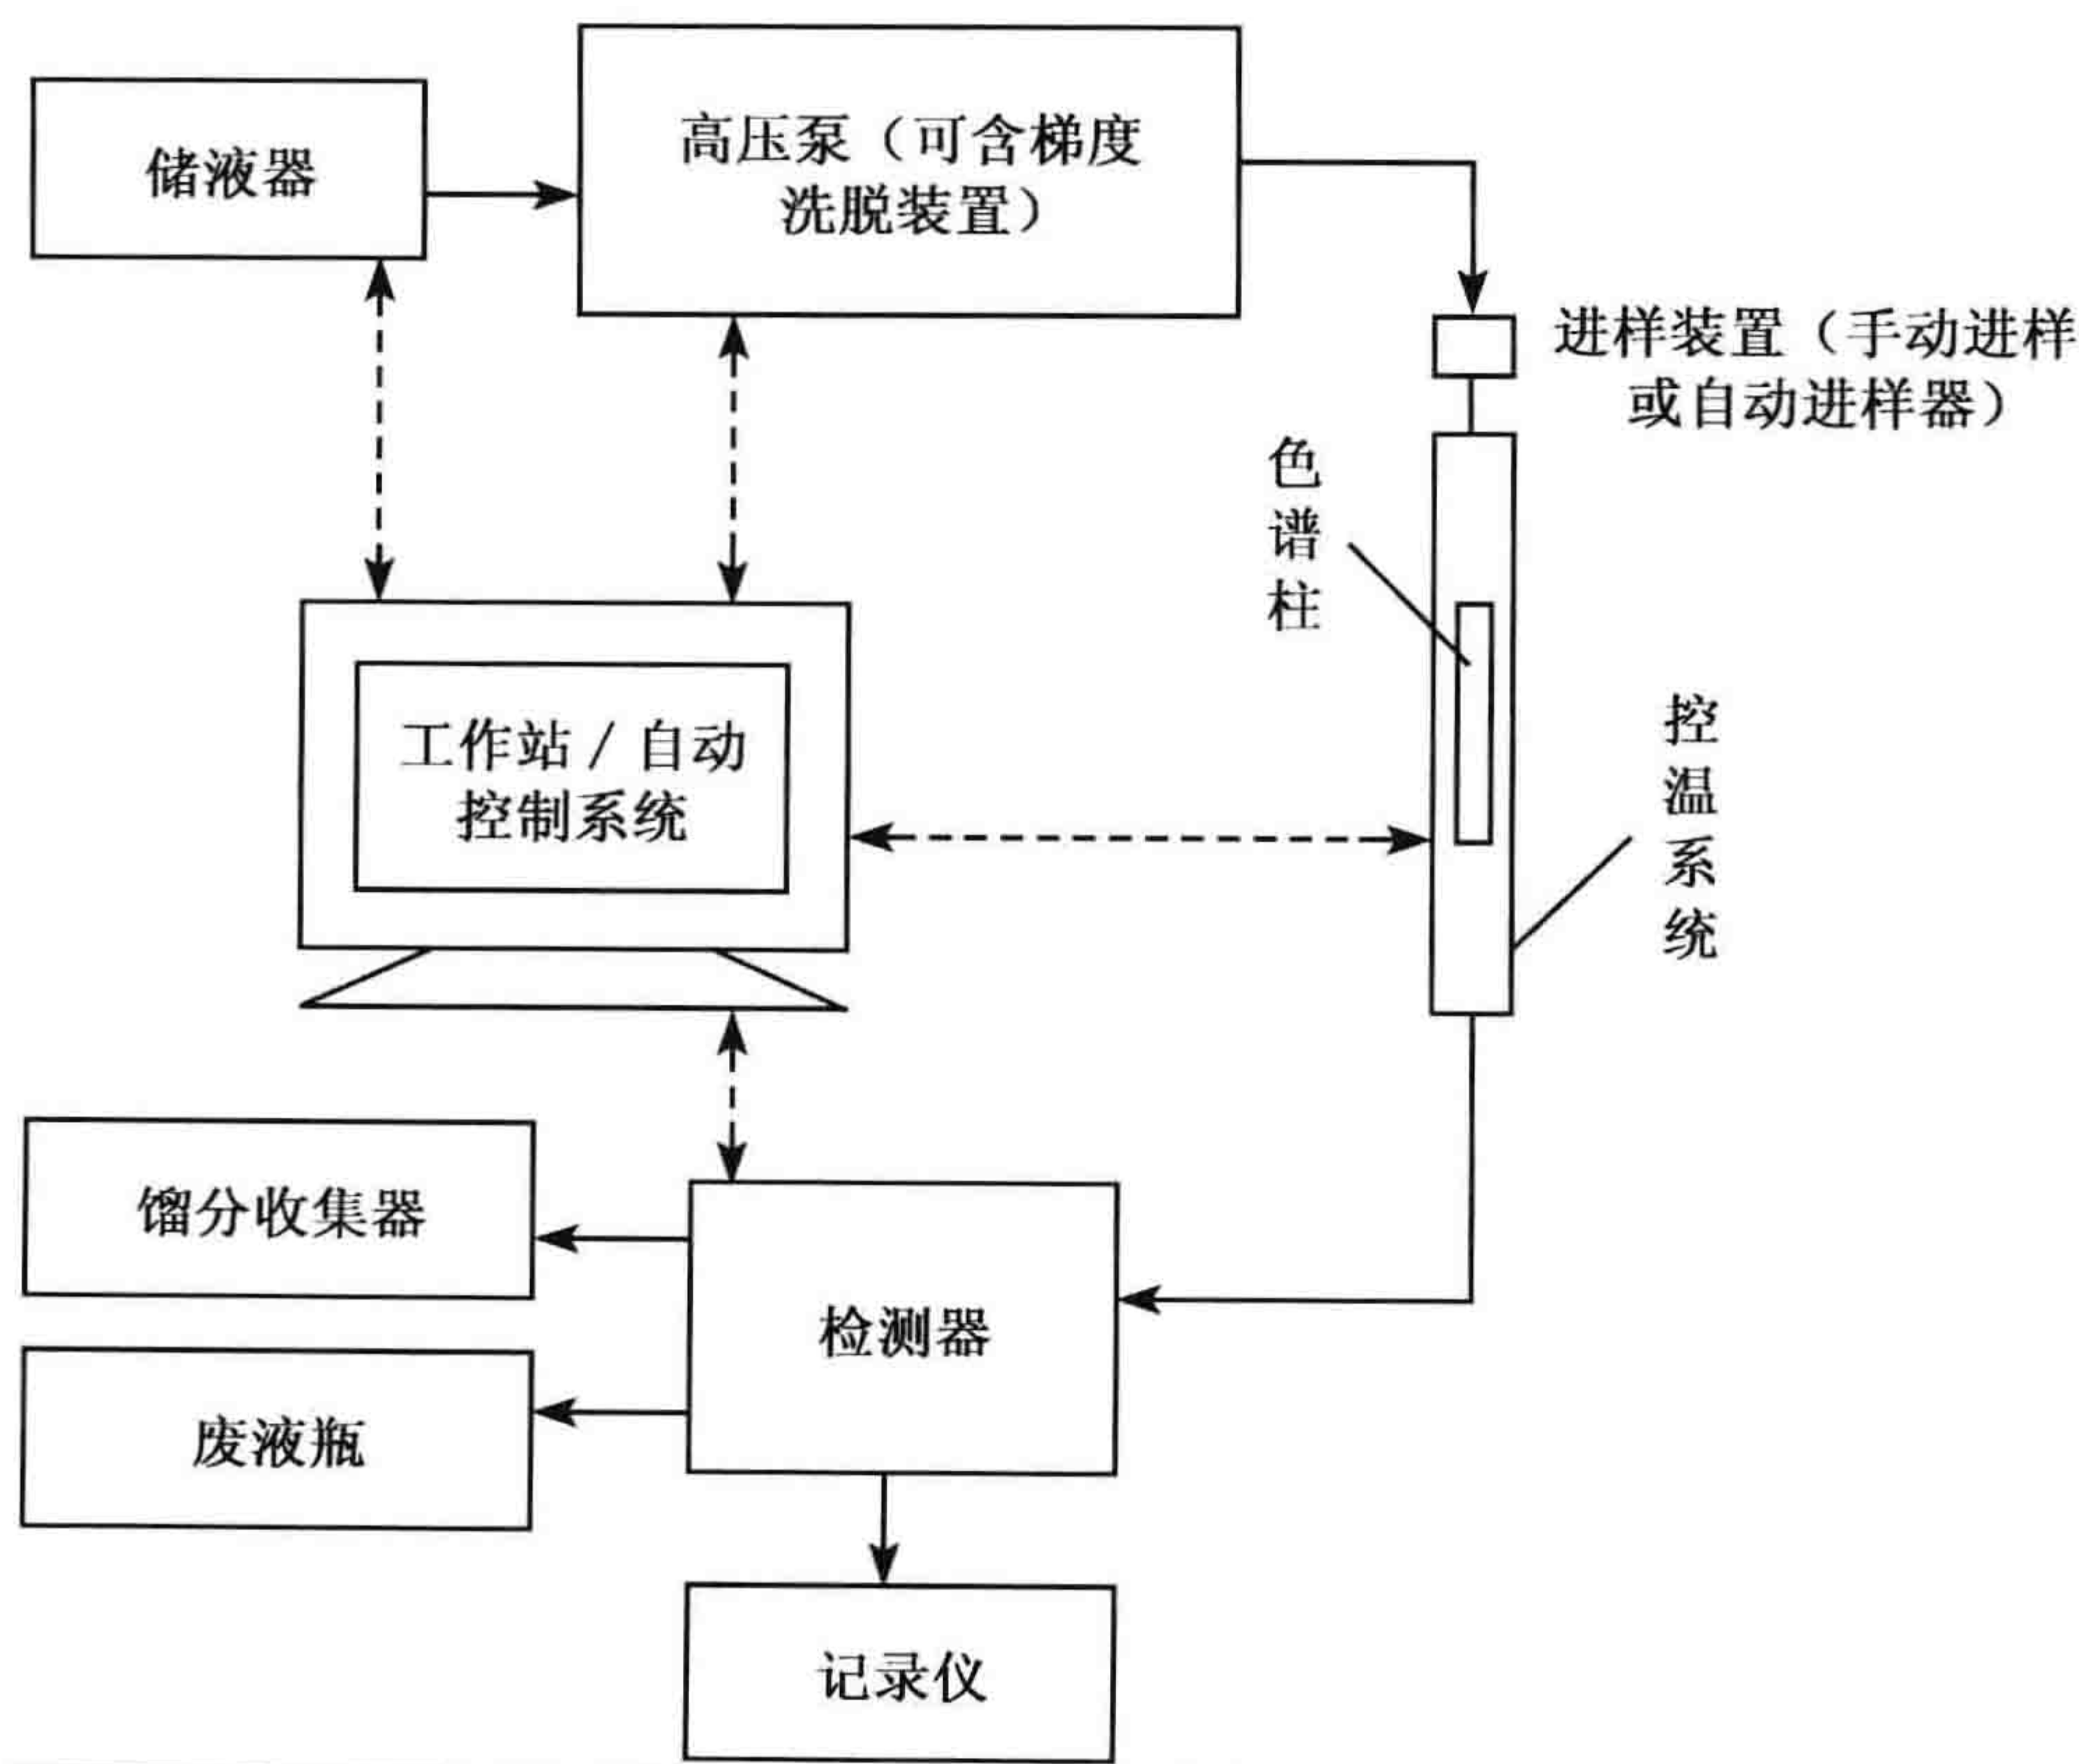 储液器
高压泵（可含梯度
洗脱装置）
进样装置（手动进样
或自动进样器）
色谱柱
控温系统
工作站 / 自动
控制系统
馏分收集器
检测器
废液瓶
记录仪